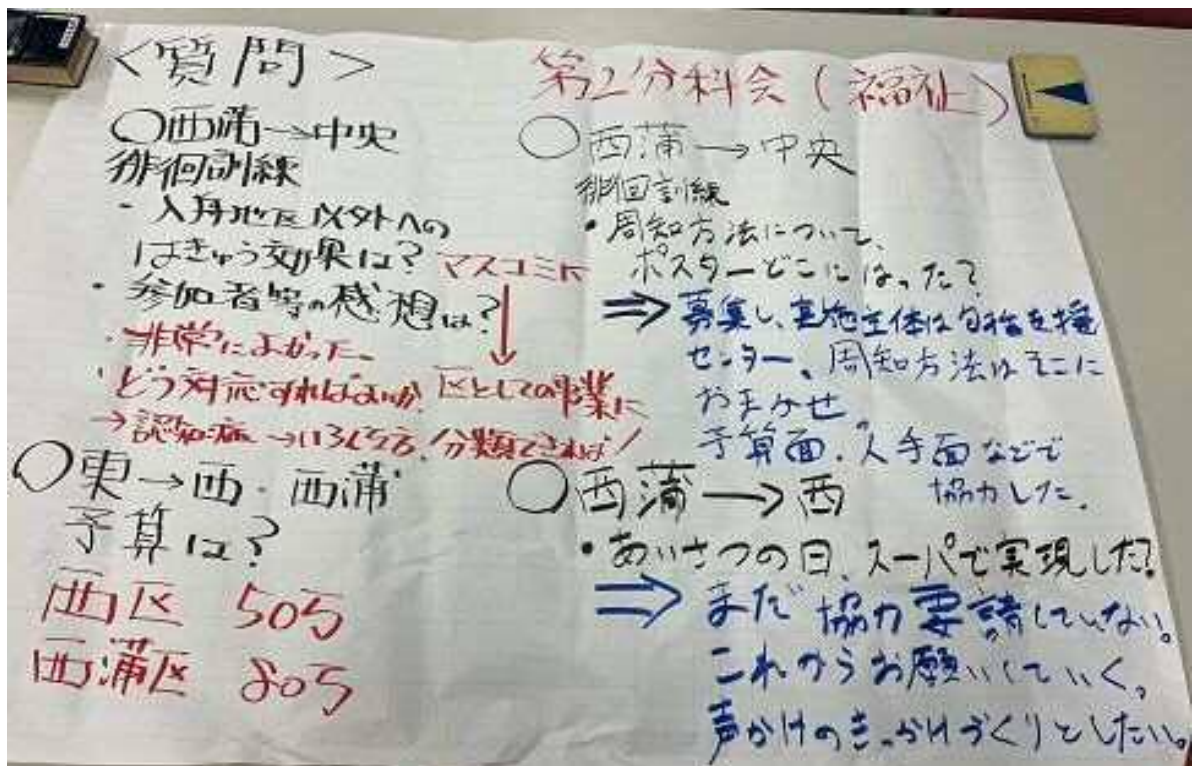 <質問>
○西蒲→中央
徘徊訓練
・入舟地区以外への
はきゅう効果は?
・参加者等の感想は?
・非常によかった。
・どう対応すればよいか
→認知症→いろんな
マスコミに
↓
区としての事業に
分類できれば
○東→西・西蒲
予算は?
西区 50万
西蒲区 80万
第2分科会(福祉)
○西蒲→中央
徘徊訓練
・周知方法について、
ポスターどこにはった?
⇒募集し、実施主体は包括支援
センター、周知方法はそこに
おまかせ。
予算面、人手面などで
協力した。
○西蒲→西
・あいさつの日、スーパで実現した?
⇒まだ協力要請していない。
これからお願いしていく。
声かけのきっかけづくりとしたい。